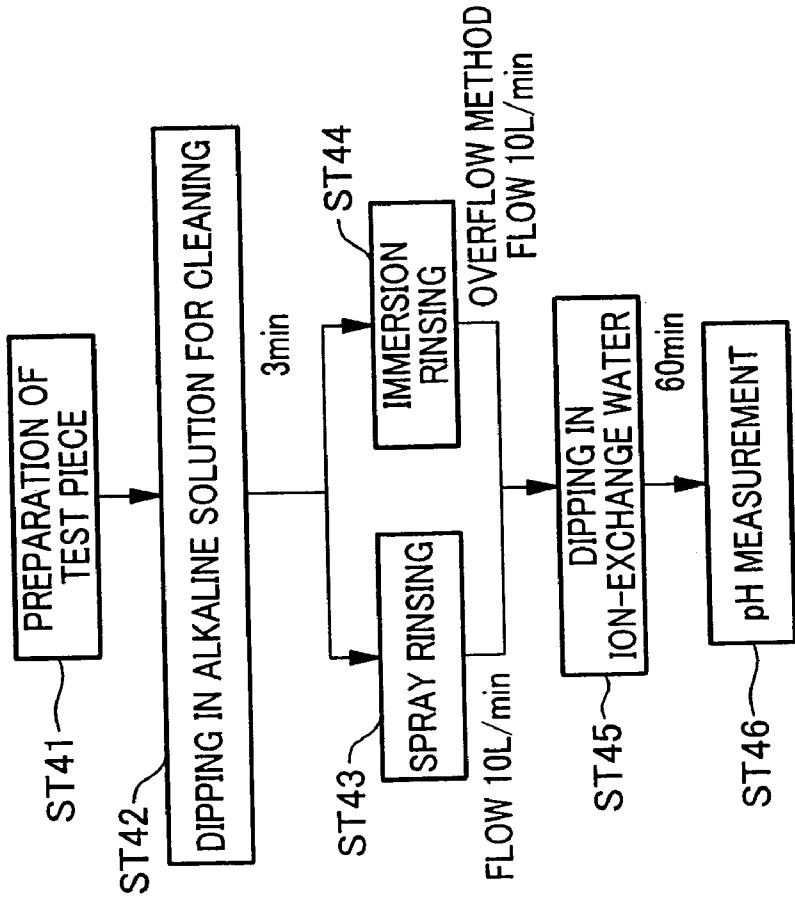 ST41
PREPARATION OF
TEST PIECE
ST42
DIPPING IN ALKALINE SOLUTION FOR CLEANING
3min
ST43
SPRAY RINSING
FLOW 10L/min
ST44
IMMERSION
RINSING
OVERFLOW METHOD
FLOW 10L/min
ST45
DIPPING IN
ION-EXCHANGE WATER
60min
ST46
pH MEASUREMENT